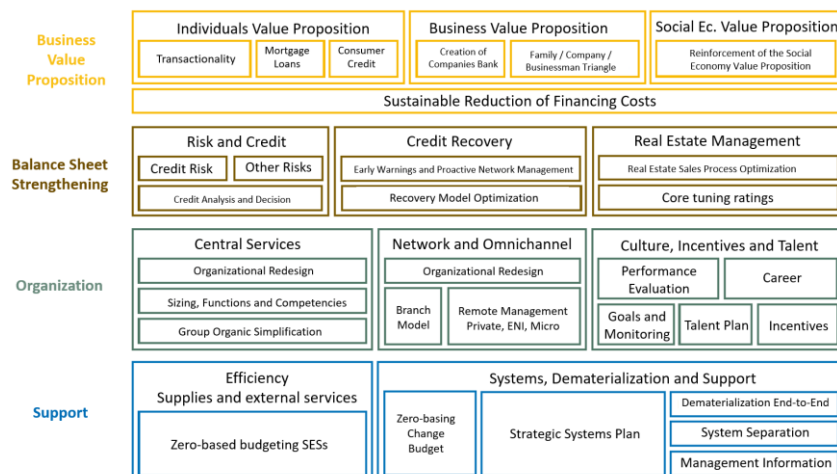 Business
Value
Proposition
Individuals Value Proposition
Transactionality
Mortgage
Loans
Consumer
Credit
Business Value Proposition
Creation of
Companies Bank
Family / Company /
Businessman Triangle
Social Ec. Value Proposition
Reinforcement of the Social
Economy Value Proposition
Sustainable Reduction of Financing Costs
Balance Sheet
Strengthening
Risk and Credit
Credit Risk
Other Risks
Credit Analysis and Decision
Credit Recovery
Early Warnings and Proactive Network Management
Recovery Model Optimization
Real Estate Management
Real Estate Sales Process Optimization
Core tuning ratings
Organization
Central Services
Organizational Redesign
Sizing, Functions and Competencies
Group Organic Simplification
Network and Omnichannel
Organizational Redesign
Branch
Model
Remote Management
Private, ENI, Micro
Culture, Incentives and Talent
Performance
Evaluation
Career
Goals and
Monitoring
Talent Plan
Incentives
Support
Efficiency
Supplies and external services
Zero-based budgeting SESs
Systems, Dematerialization and Support
Zero-basing
Change
Budget
Strategic Systems Plan
Dematerialization End-to-End
System Separation
Management Information